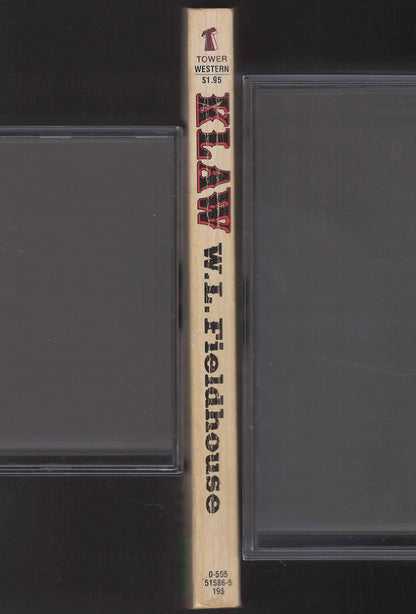 TOWER
WESTERN
$1.95
KLAW
W.L. Fieldhouse
0-505
51586-5
195